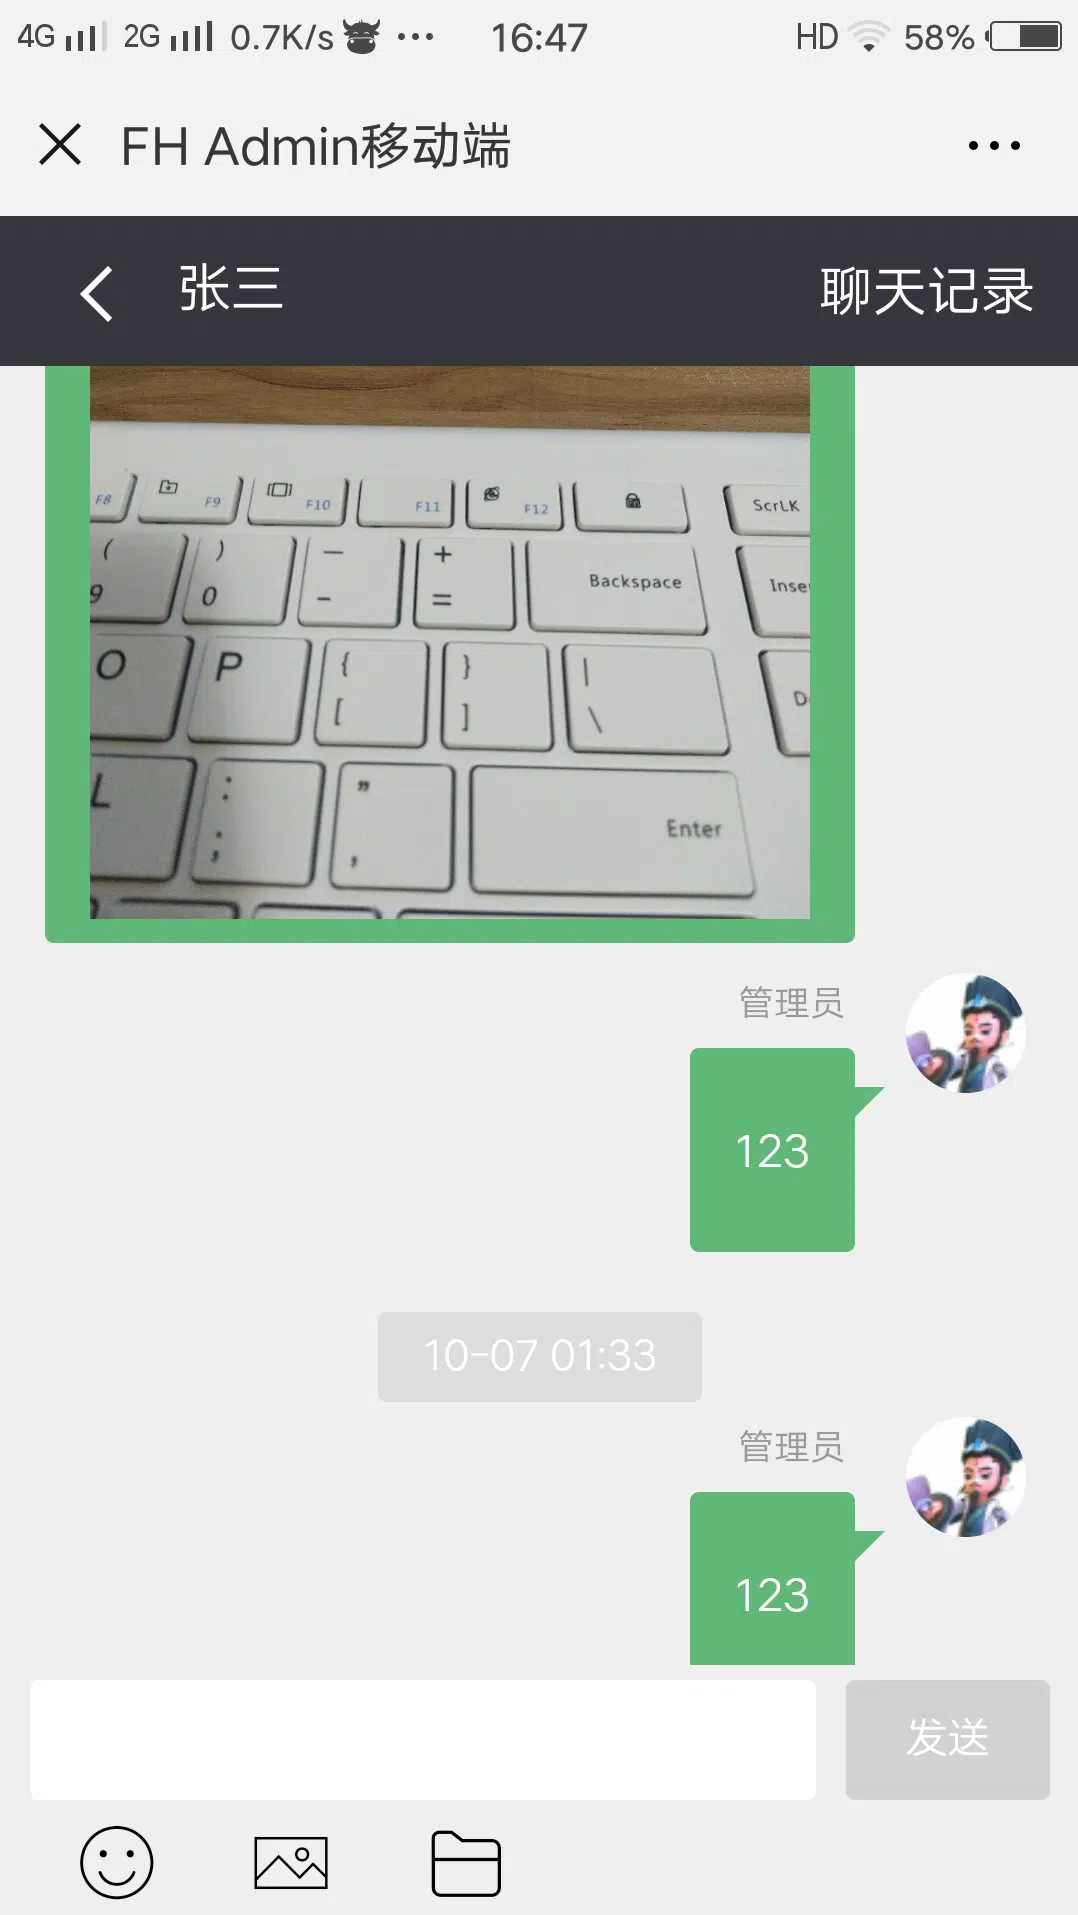 4G 2G 0.7K/s ... 16:47 HD 58%
FH Admin移动端
张三 聊天记录
F8 F9 F10 F11 F12 ScrLK
( ) — +
9 0 - = Backspace Inse
O P { } |
[ ] \ D
L : "
; , Enter
管理员
123
10-07 01:33
管理员
123
发送